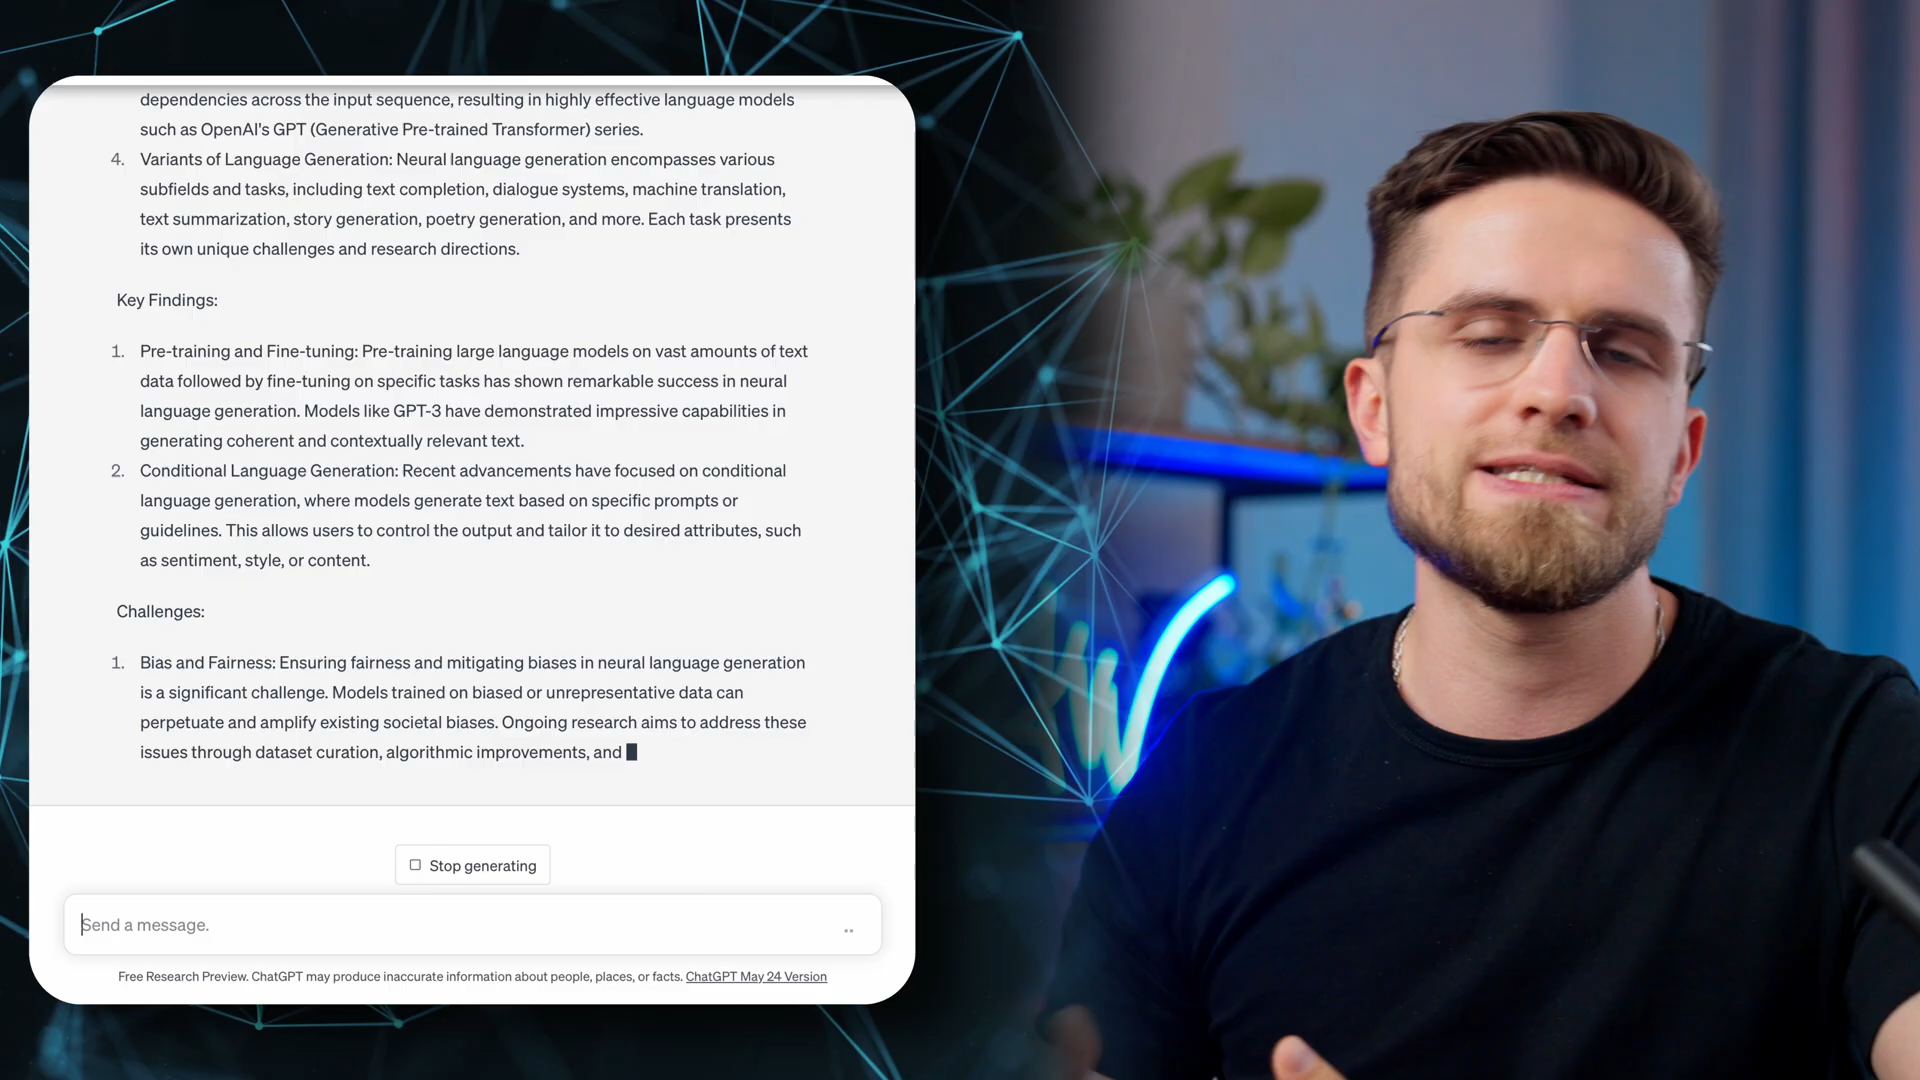 dependencies across the input sequence, resulting in highly effective language models
such as OpenAI's GPT (Generative Pre-trained Transformer) series.
4. Variants of Language Generation: Neural language generation encompasses various
subfields and tasks, including text completion, dialogue systems, machine translation,
text summarization, story generation, poetry generation, and more. Each task presents
its own unique challenges and research directions.
Key Findings:
1. Pre-training and Fine-tuning: Pre-training large language models on vast amounts of text
data followed by fine-tuning on specific tasks has shown remarkable success in neural
language generation. Models like GPT-3 have demonstrated impressive capabilities in
generating coherent and contextually relevant text.
2. Conditional Language Generation: Recent advancements have focused on conditional
language generation, where models generate text based on specific prompts or
guidelines. This allows users to control the output and tailor it to desired attributes, such
as sentiment, style, or content.
Challenges:
1. Bias and Fairness: Ensuring fairness and mitigating biases in neural language generation
is a significant challenge. Models trained on biased or unrepresentative data can
perpetuate and amplify existing societal biases. Ongoing research aims to address these
issues through dataset curation, algorithmic improvements, and
Stop generating
Send a message.
Free Research Preview. ChatGPT may produce inaccurate information about people, places, or facts. ChatGPT May 24 Version